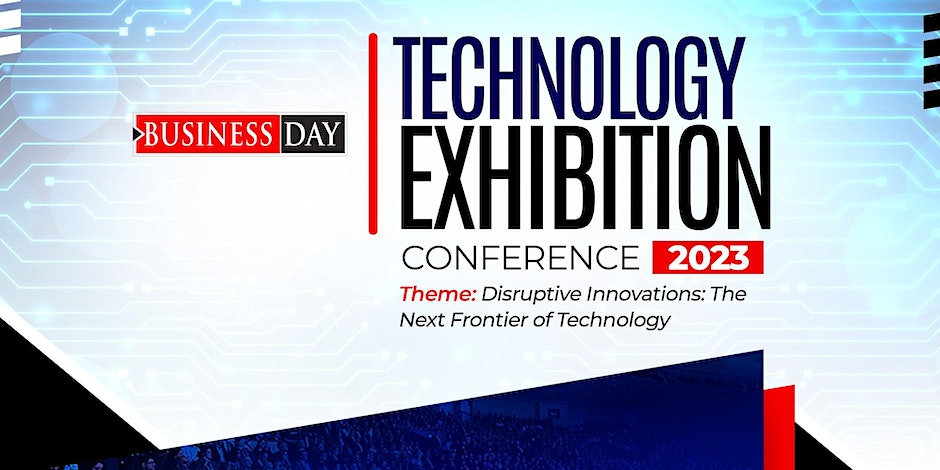 BUSINESS DAY
TECHNOLOGY
EXHIBITION
CONFERENCE 2023
Theme: Disruptive Innovations: The
Next Frontier of Technology